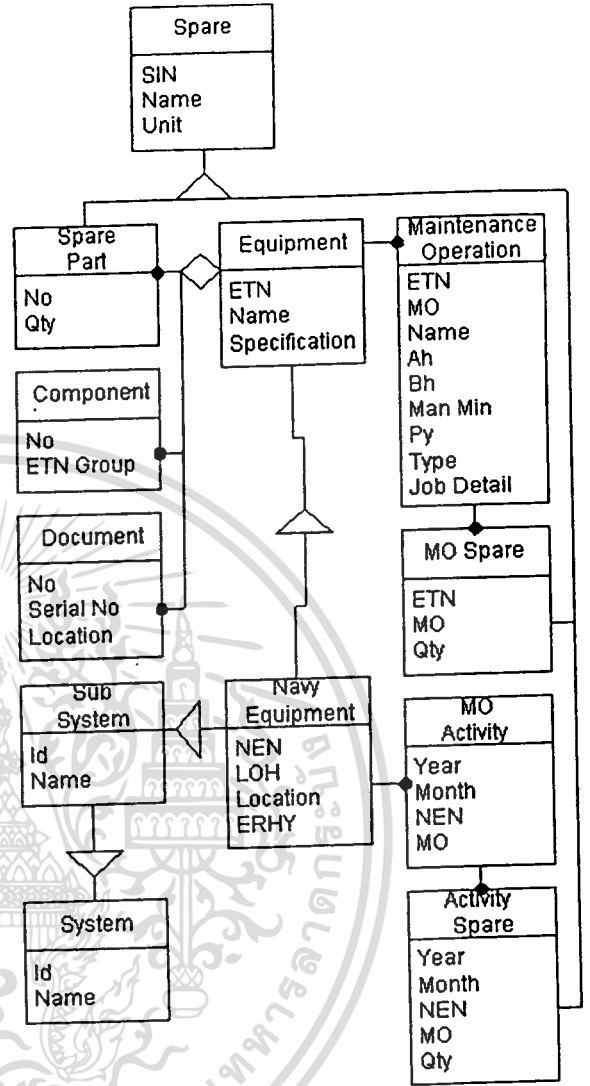 Spare
SIN
Name
Unit
Spare
Part
No
Qty
Equipment
ETN
Name
Specification
Maintenance
Operation
ETN
MO
Name
Ah
Bh
Man Min
Py
Type
Job Detail
Component
No
ETN Group
Document
No
Serial No
Location
MO Spare
ETN
MO
Qty
Sub
System
Id
Name
Navy
Equipment
NEN
LOH
Location
ERHY
MO
Activity
Year
Month
NEN
MO
System
Id
Name
Activity
Spare
Year
Month
NEN
MO
Qty